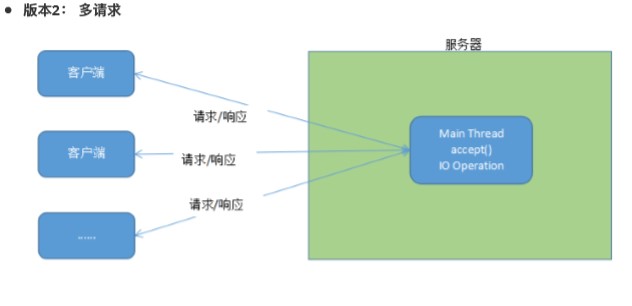 版本2： 多请求
服务器
客户端
请求/响应
Main Thread
accept()
IO Operation
客户端
请求/响应
请求/响应
......